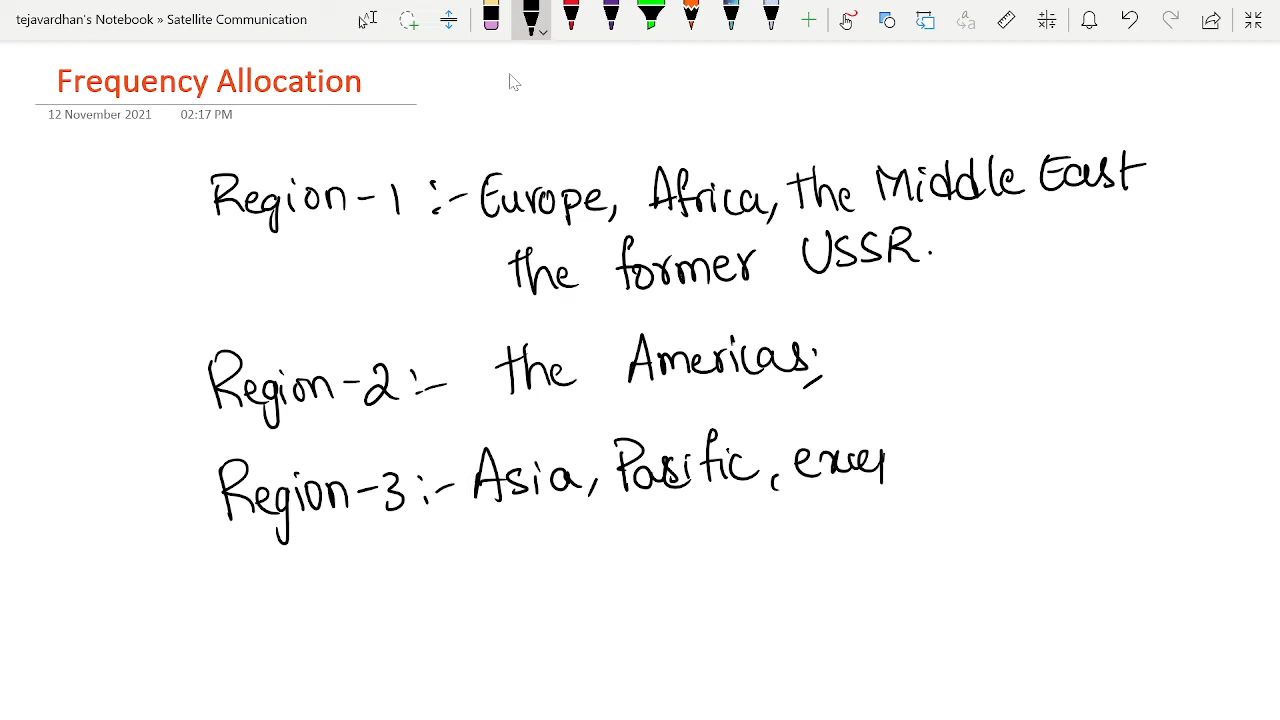 tejavardhan's Notebook » Satellite Communication
Frequency Allocation
12 November 2021 02:17 PM
Region-1 :- Europe, Africa, the Middle East
the former USSR.
Region-2 :- the Americas.
Region-3 :- Asia, Pasific, excep